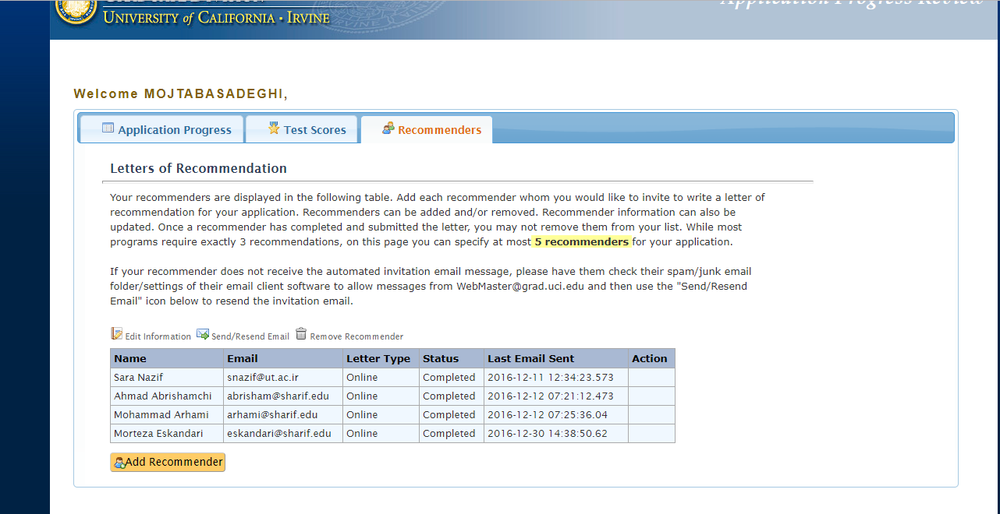 UNIVERSITY of CALIFORNIA · IRVINE
Application Progress Review
Welcome MOJTABASADEGHI,
Application Progress Test Scores Recommenders
Letters of Recommendation
Your recommenders are displayed in the following table. Add each recommender whom you would like to invite to write a letter of
recommendation for your application. Recommenders can be added and/or removed. Recommender information can also be
updated. Once a recommender has completed and submitted the letter, you may not remove them from your list. While most
programs require exactly 3 recommendations, on this page you can specify at most 5 recommenders for your application.
If your recommender does not receive the automated invitation email message, please have them check their spam/junk email
folder/settings of their email client software to allow messages from WebMaster@grad.uci.edu and then use the "Send/Resend
Email" icon below to resend the invitation email.
Edit Information Send/Resend Email Remove Recommender
Name Email Letter Type Status Last Email Sent Action
Sara Nazif snazif@ut.ac.ir Online Completed 2016-12-11 12:34:23.573
Ahmad Abrishamchi abrisham@sharif.edu Online Completed 2016-12-12 07:21:12.473
Mohammad Arhami arhami@sharif.edu Online Completed 2016-12-12 07:25:36.04
Morteza Eskandari eskandari@sharif.edu Online Completed 2016-12-30 14:38:50.62
Add Recommender